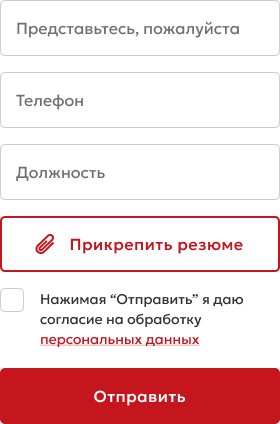 Представьтесь, пожалуйста
Телефон
Должность
Прикрепить резюме
Нажимая “Отправить” я даю
согласие на обработку
персональных данных
Отправить